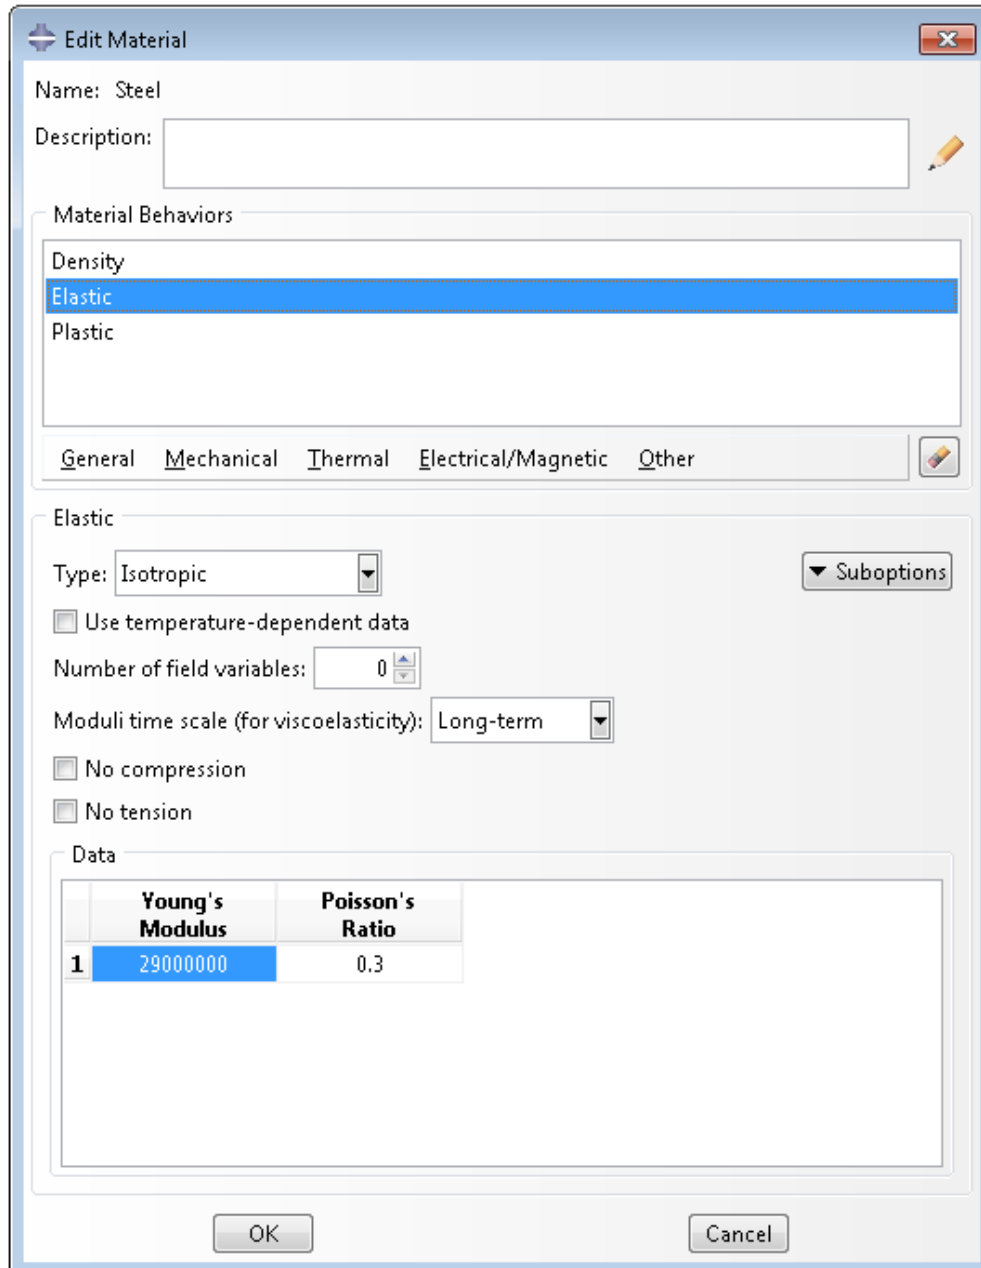 Edit Material
Name: Steel
Description:
Material Behaviors
Density
Elastic
Plastic
General Mechanical Thermal Electrical/Magnetic Other
Elastic
Type: Isotropic Suboptions
Use temperature-dependent data
Number of field variables: 0
Moduli time scale (for viscoelasticity): Long-term
No compression
No tension
Data
Young's Poisson's
Modulus Ratio
1 29000000 0.3
OK Cancel